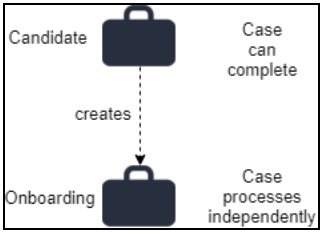 Candidate
Case
can
complete
creates
Onboarding
Case
processes
independently